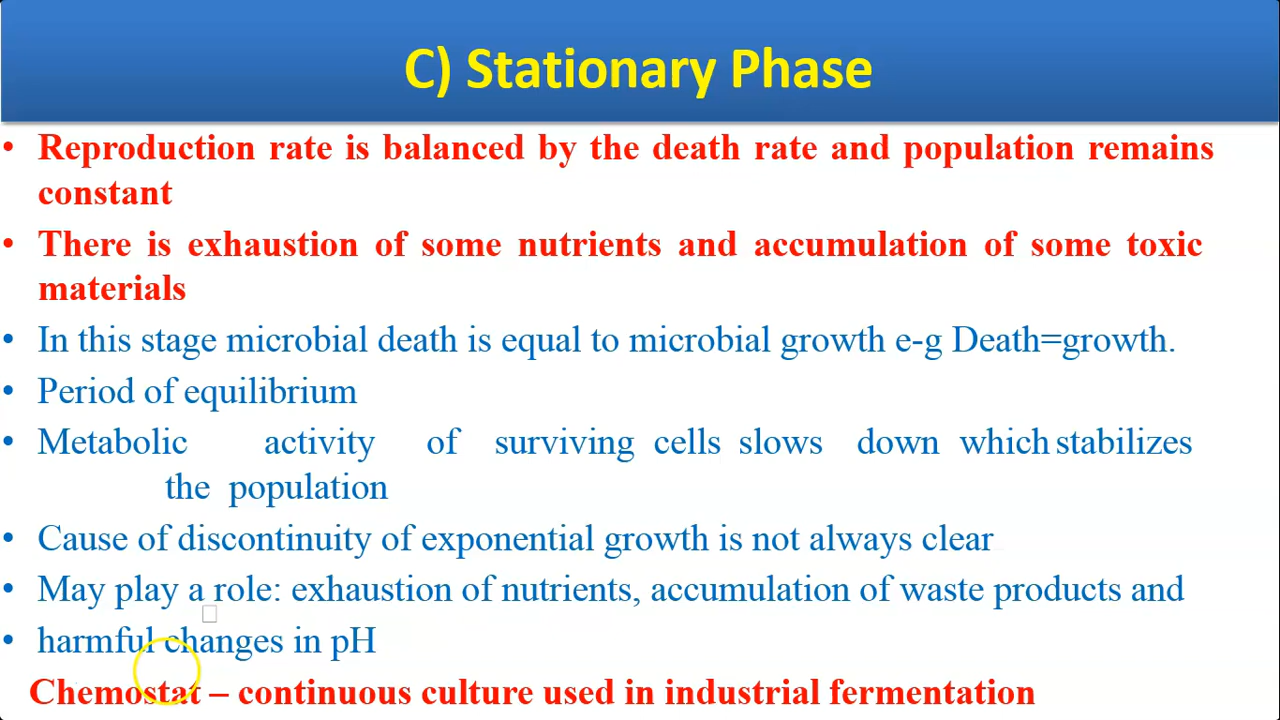 C) Stationary Phase
• Reproduction rate is balanced by the death rate and population remains
constant
• There is exhaustion of some nutrients and accumulation of some toxic
materials
• In this stage microbial death is equal to microbial growth e-g Death=growth.
• Period of equilibrium
• Metabolic activity of surviving cells slows down which stabilizes
the population
• Cause of discontinuity of exponential growth is not always clear
• May play a role: exhaustion of nutrients, accumulation of waste products and
• harmful changes in pH
Chemostat – continuous culture used in industrial fermentation